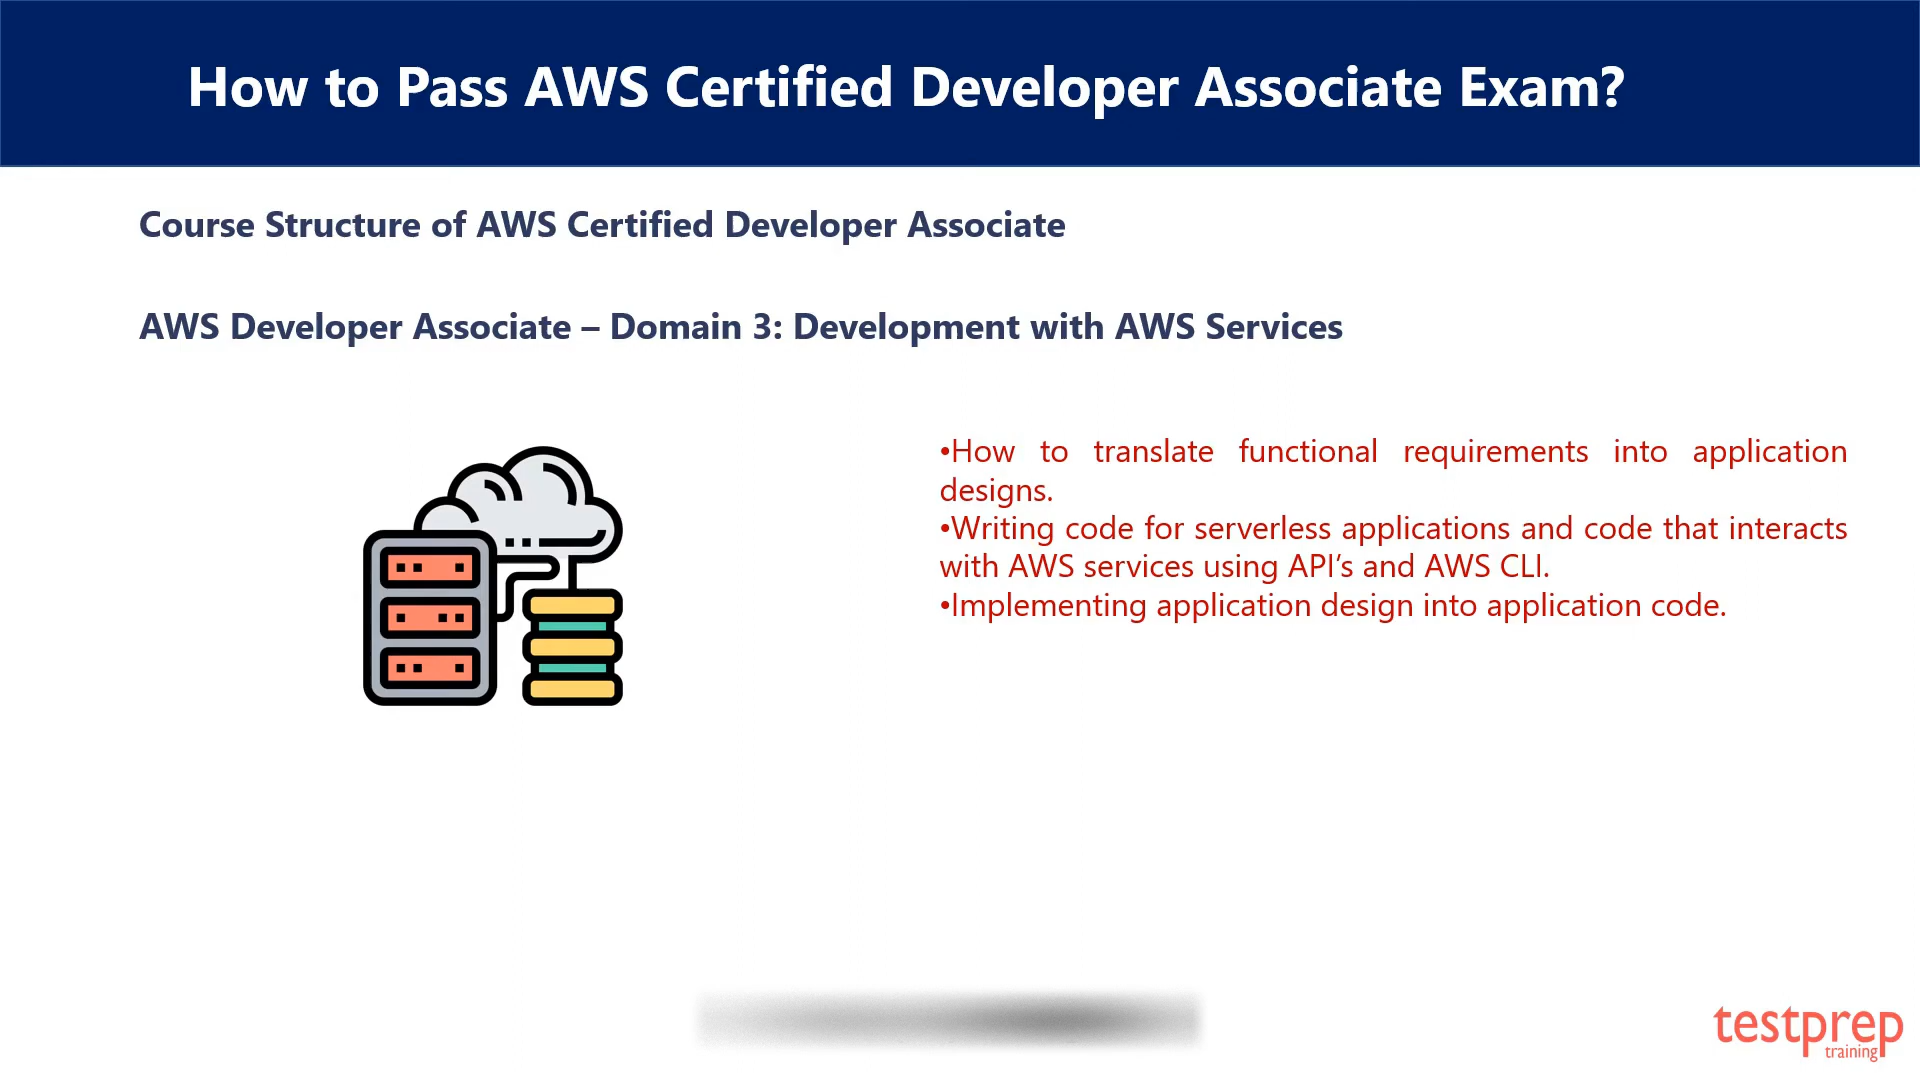 How to Pass AWS Certified Developer Associate Exam?
Course Structure of AWS Certified Developer Associate
AWS Developer Associate – Domain 3: Development with AWS Services
•How to translate functional requirements into application
designs.
•Writing code for serverless applications and code that interacts
with AWS services using API’s and AWS CLI.
•Implementing application design into application code.
testprep
training